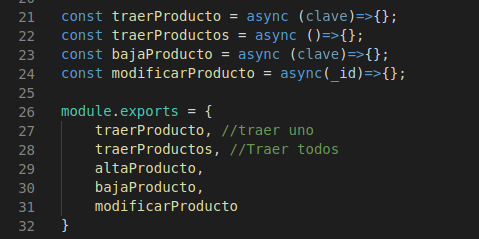 21 const traerProducto = async (clave)=>{};
22 const traerProductos = async ()=>{};
23 const bajaProducto = async (clave)=>{};
24 const modificarProducto = async(_id)=>{};
25
26 module.exports = {
27     traerProducto, //traer uno
28     traerProductos, //Traer todos
29     altaProducto,
30     bajaProducto,
31     modificarProducto
32 }